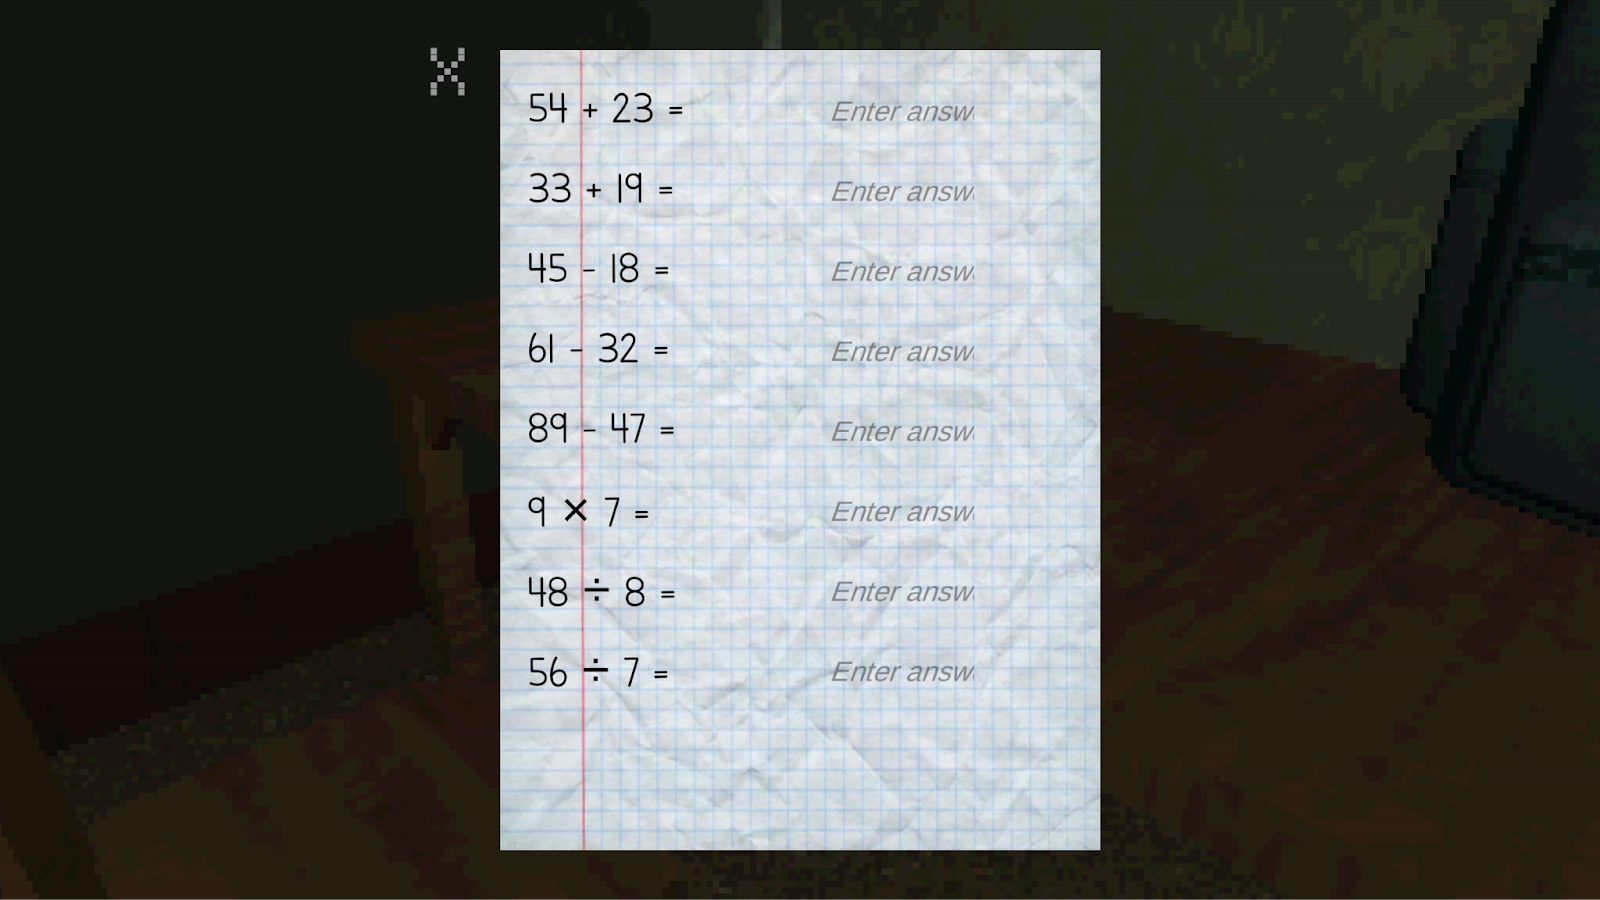 54 + 23 = Enter answ
33 + 19 = Enter answ
45 - 18 = Enter answ
61 - 32 = Enter answ
89 - 47 = Enter answ
9 × 7 = Enter answ
48 ÷ 8 = Enter answ
56 ÷ 7 = Enter answ